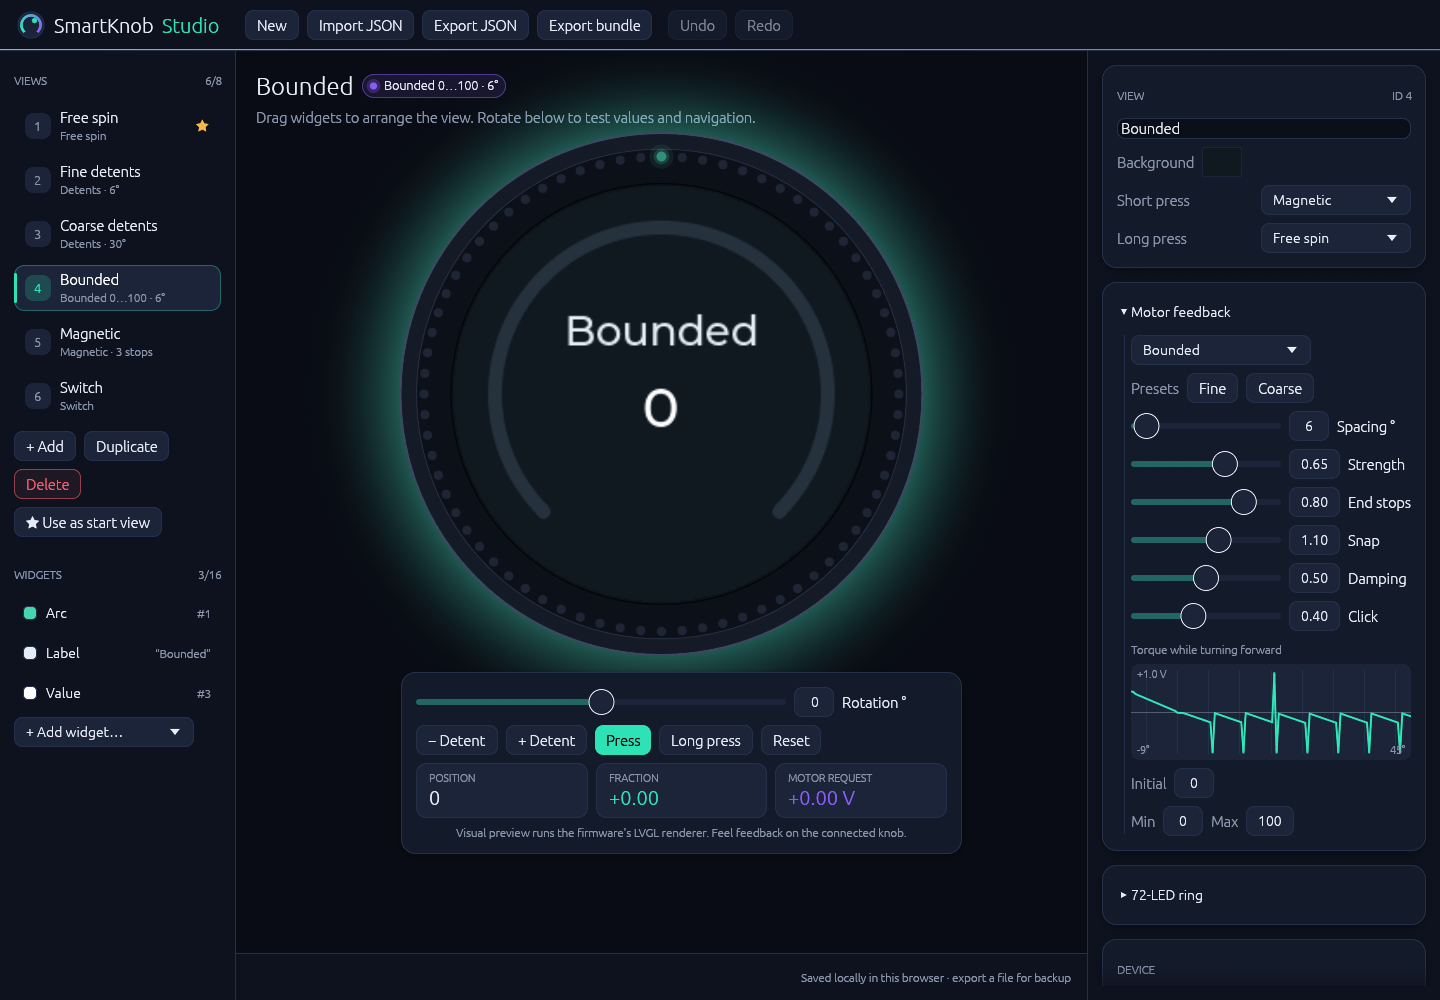 SmartKnob Studio
New
Import JSON
Export JSON
Export bundle
Undo
Redo
VIEWS
6/8
1
Free spin
Free spin
2
Fine detents
Detents · 6°
3
Coarse detents
Detents · 30°
4
Bounded
Bounded 0…100 · 6°
5
Magnetic
Magnetic · 3 stops
6
Switch
Switch
+ Add
Duplicate
Delete
★ Use as start view
WIDGETS
3/16
Arc
#1
Label
"Bounded"
Value
#3
+ Add widget…
Bounded
Bounded 0…100 · 6°
Drag widgets to arrange the view. Rotate below to test values and navigation.
Bounded
0
0
Rotation °
− Detent
+ Detent
Press
Long press
Reset
POSITION
0
FRACTION
+0.00
MOTOR REQUEST
+0.00 V
Visual preview runs the firmware's LVGL renderer. Feel feedback on the connected knob.
Saved locally in this browser · export a file for backup
VIEW
ID 4
Bounded
Background
Short press
Magnetic
Long press
Free spin
Motor feedback
Bounded
Presets
Fine
Coarse
6
Spacing °
0.65
Strength
0.80
End stops
1.10
Snap
0.50
Damping
0.40
Click
Torque while turning forward
+1.0 V
-9°
45°
Initial
0
Min
0
Max
100
72-LED ring
DEVICE